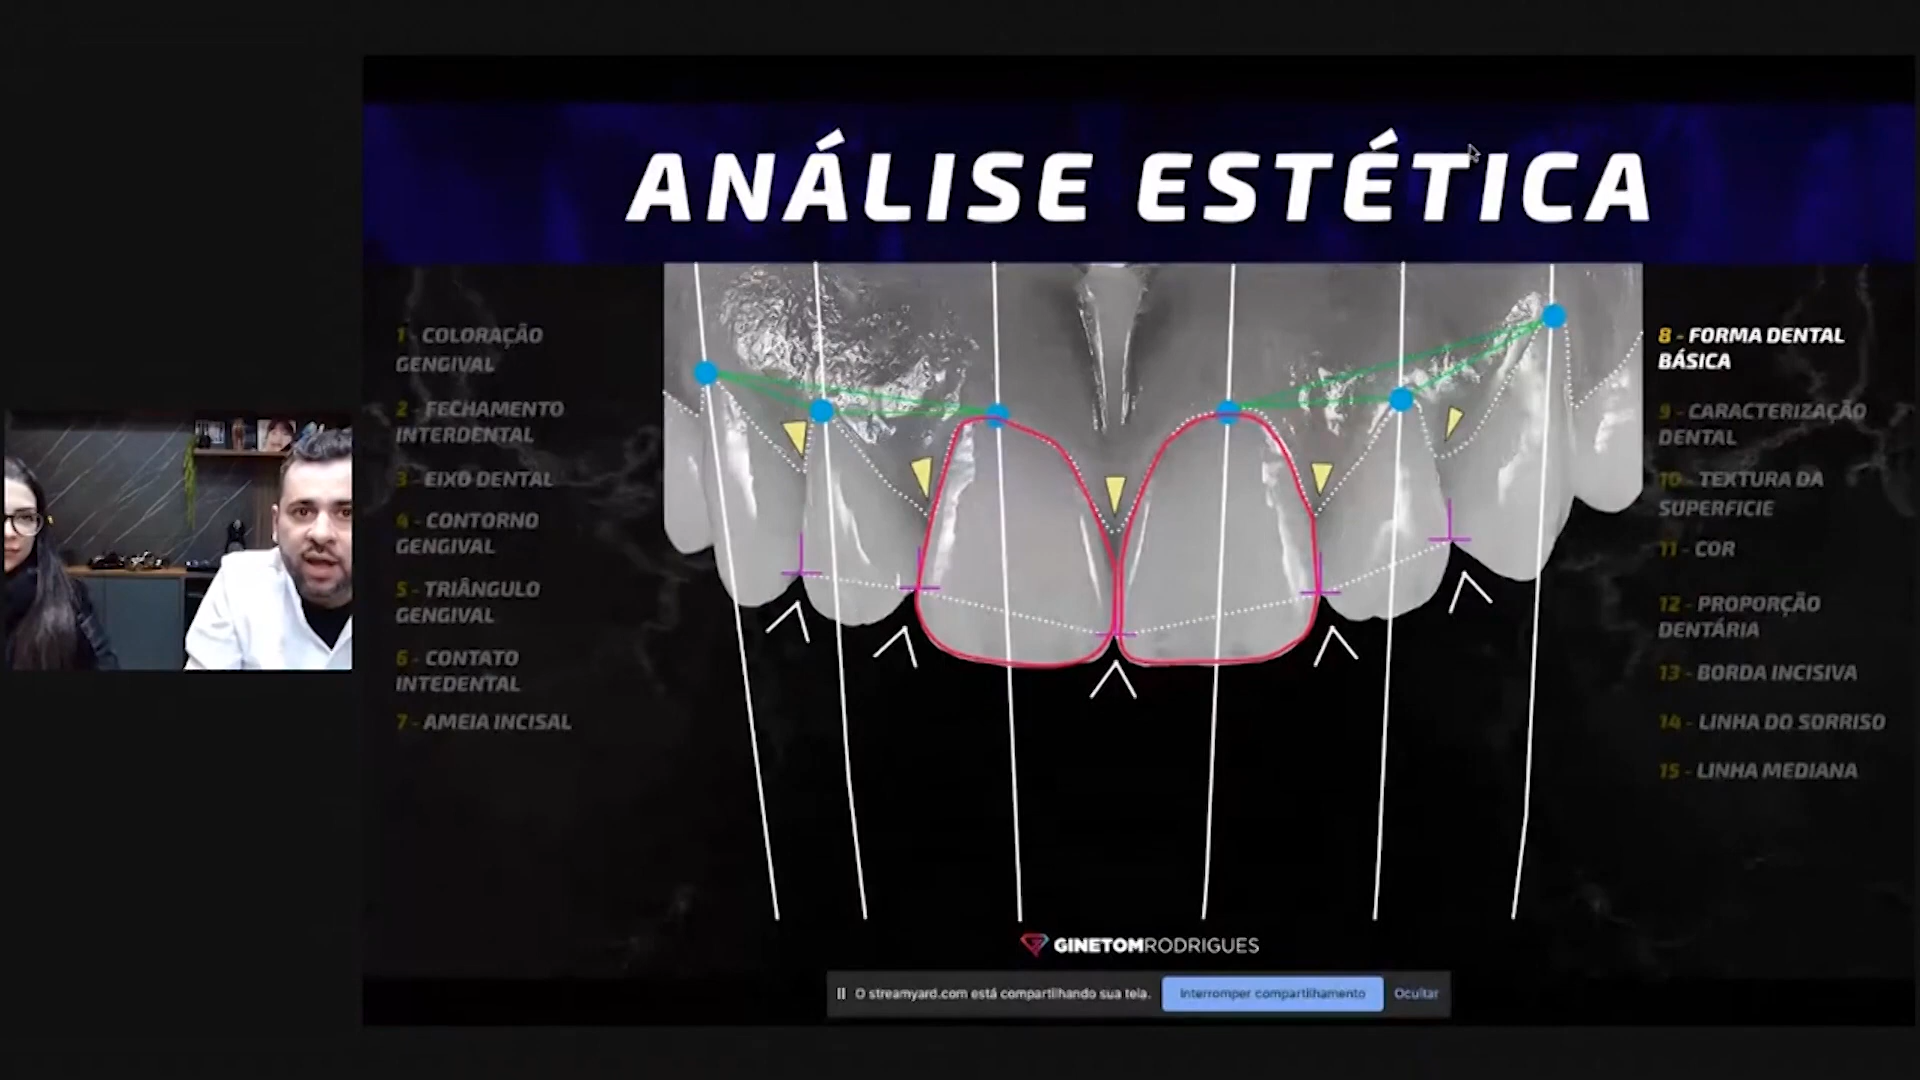 ANÁLISE ESTÉTICA
1 - COLORAÇÃO
GENGIVAL
2 - FECHAMENTO
INTERDENTAL
3 - EIXO DENTAL
4 - CONTORNO
GENGIVAL
5 - TRIÂNGULO
GENGIVAL
6 - CONTATO
INTEDENTAL
7 - AMEIA INCISAL
8 - FORMA DENTAL
BÁSICA
9 - CARACTERIZAÇÃO
DENTAL
10 - TEXTURA DA
SUPERFICIE
11 - COR
12 - PROPORÇÃO
DENTÁRIA
13 - BORDA INCISIVA
14 - LINHA DO SORRISO
15 - LINHA MEDIANA
GINETOMRODRIGUES
O streamyard.com está compartilhando sua tela.
Interromper compartilhamento
Ocultar